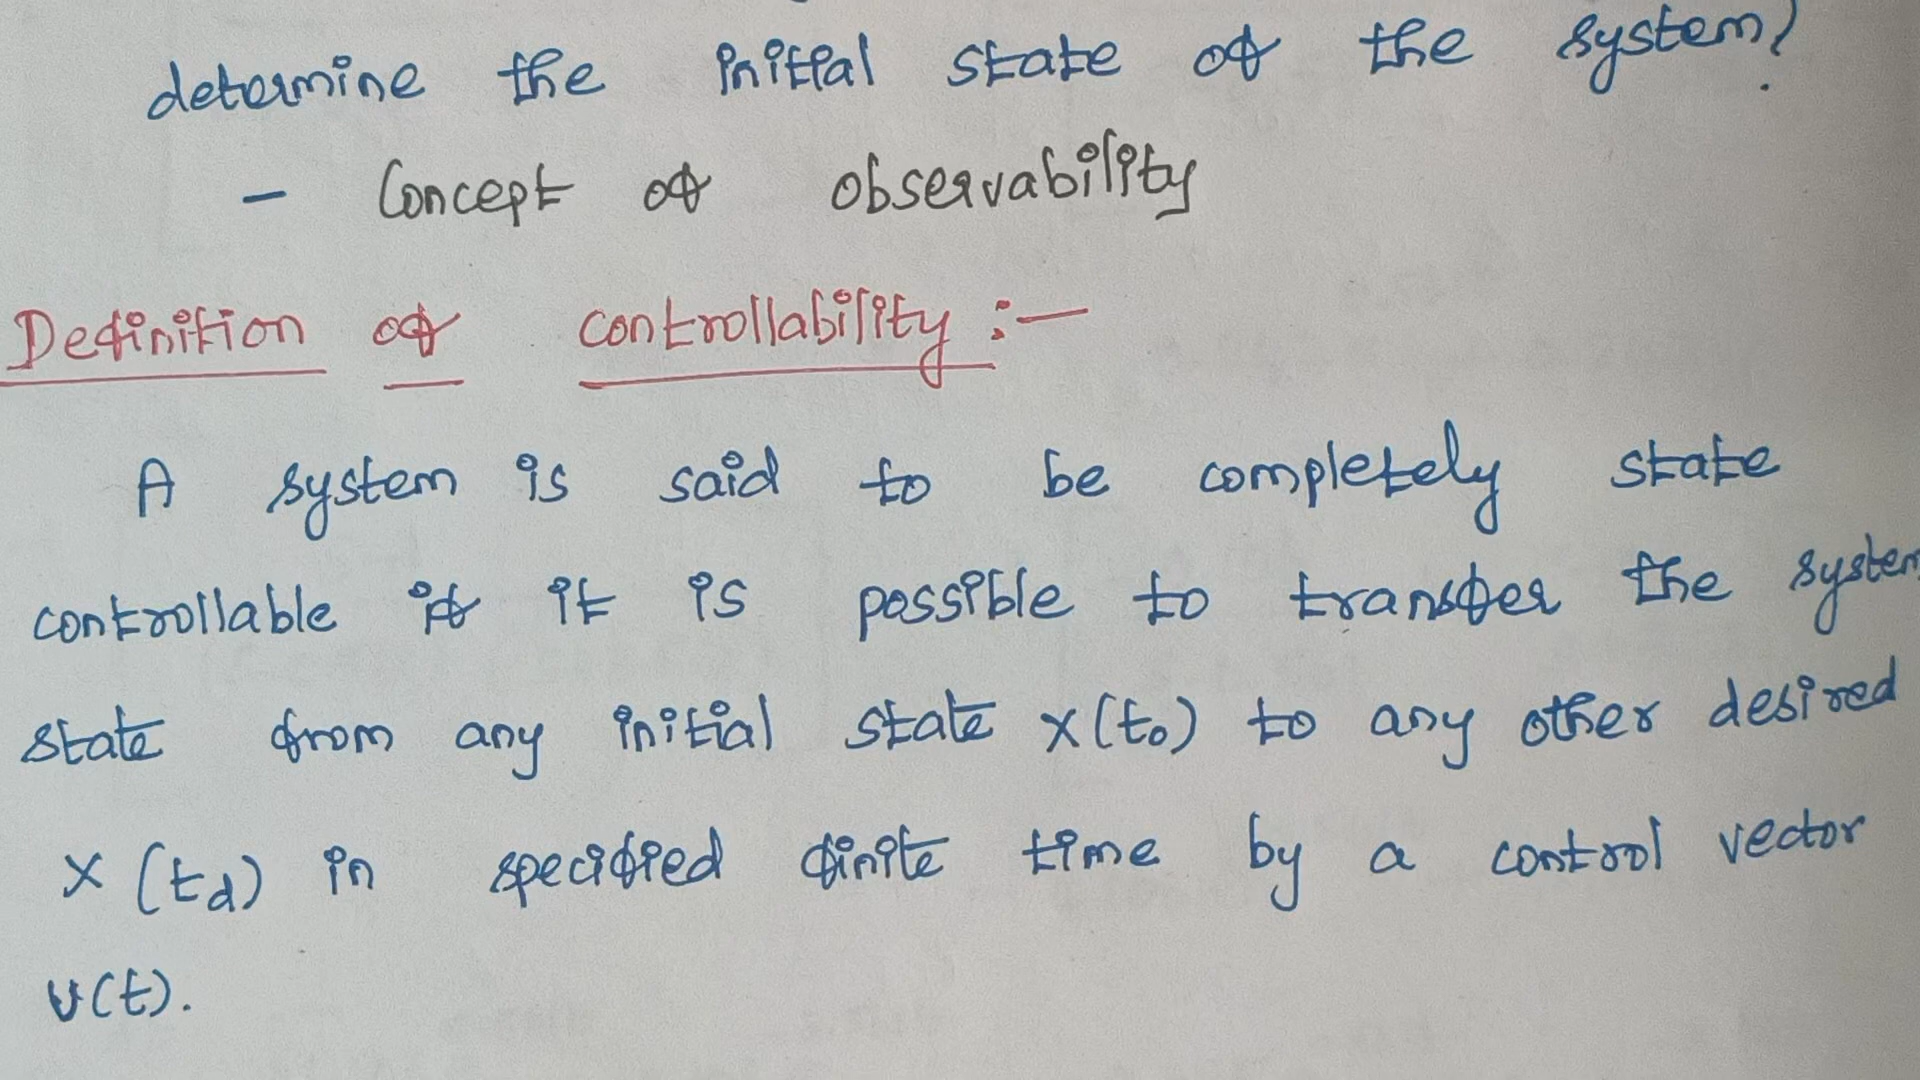 determine the initial state of the system?
- Concept of observability
Definition of controllability :-
A system is said to be completely state
controllable if it is possible to transfer the system
state from any initial state x(t₀) to any other desired
x(t_d) in specified finite time by a control vector
U(t).